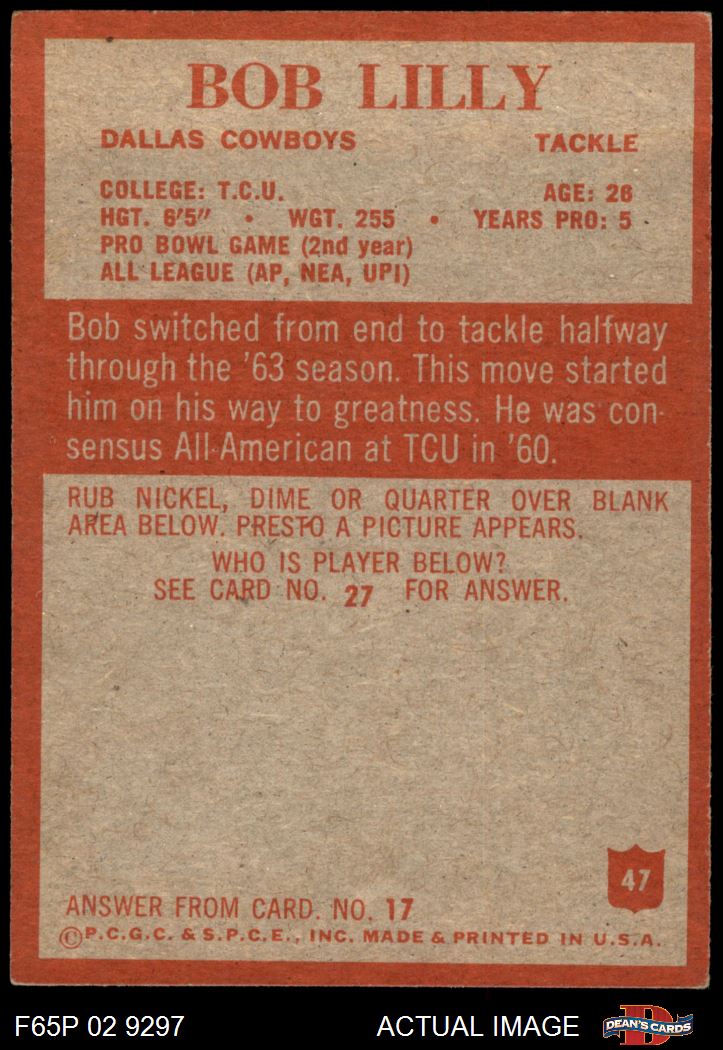 BOB LILLY
DALLAS COWBOYS TACKLE
COLLEGE: T.C.U. AGE: 26
HGT. 6'5" • WGT. 255 • YEARS PRO: 5
PRO BOWL GAME (2nd year)
ALL LEAGUE (AP, NEA, UPI)
Bob switched from end to tackle halfway
through the '63 season. This move started
him on his way to greatness. He was con-
sensus All-American at TCU in '60.
RUB NICKEL, DIME OR QUARTER OVER BLANK
AREA BELOW. PRESTO A PICTURE APPEARS.
WHO IS PLAYER BELOW?
SEE CARD NO. 27 FOR ANSWER.
47
ANSWER FROM CARD. NO. 17
© P.C.G.C. & S.P.C.E., INC. MADE & PRINTED IN U.S.A.
F65P 02 9297 ACTUAL IMAGE D DEAN'S CARDS